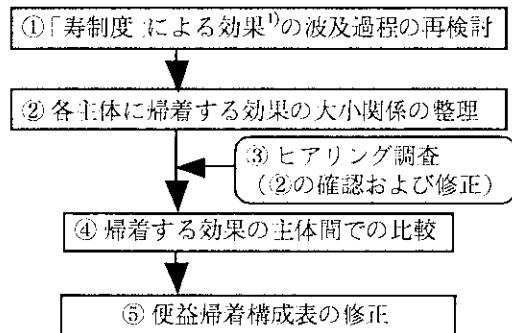 ①「寿制度」による効果1)の波及過程の再検討
② 各主体に帰着する効果の大小関係の整理
③ ヒアリング調査
(②の確認および修正)
④ 帰着する効果の主体間での比較
⑤ 便益帰着構成表の修正